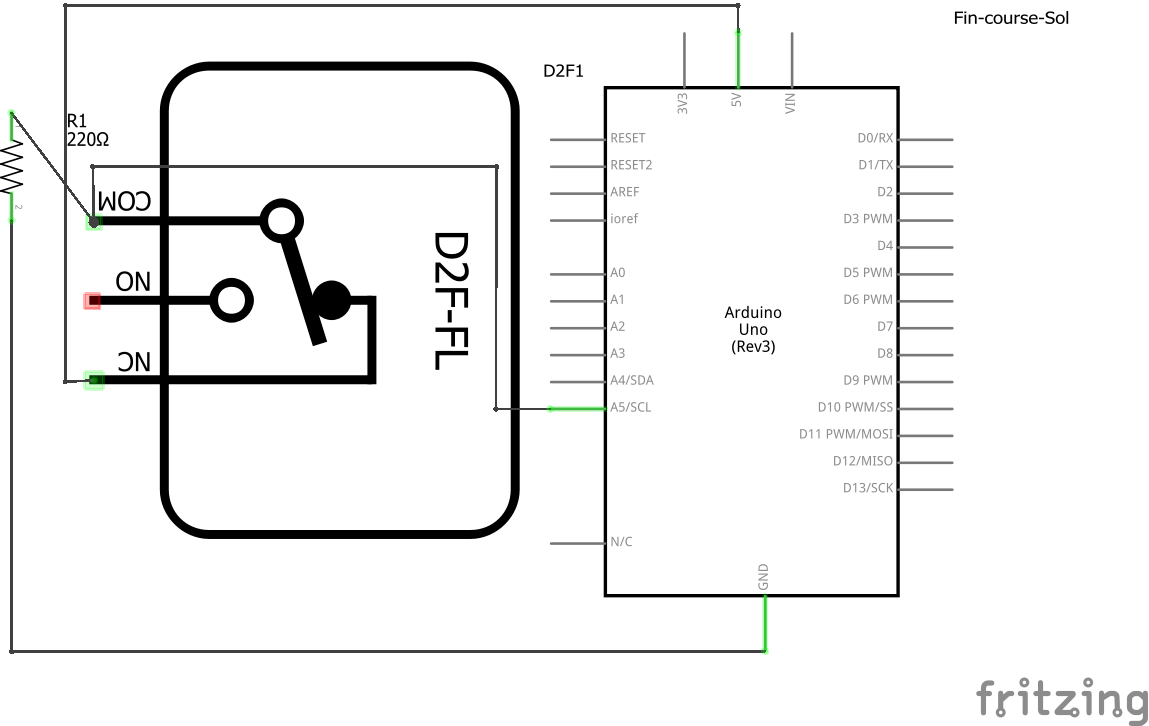 Fin-course-Sol
D2F1
3V3
5V
VIN
R1
220Ω
2
COM
NO
NC
D2F-FL
RESET
RESET2
AREF
ioref
A0
A1
A2
A3
A4/SDA
A5/SCL
N/C
Arduino
Uno
(Rev3)
D0/RX
D1/TX
D2
D3 PWM
D4
D5 PWM
D6 PWM
D7
D8
D9 PWM
D10 PWM/SS
D11 PWM/MOSI
D12/MISO
D13/SCK
GND
fritzing